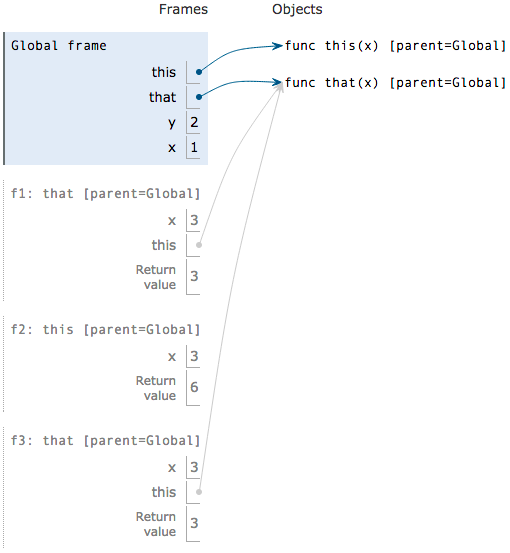 Frames Objects
Global frame
func this(x) [parent=Global]
this
func that(x) [parent=Global]
that
y 2
x 1
f1: that [parent=Global]
x 3
this
Return
value 3
f2: this [parent=Global]
x 3
Return
value 6
f3: that [parent=Global]
x 3
this
Return
value 3